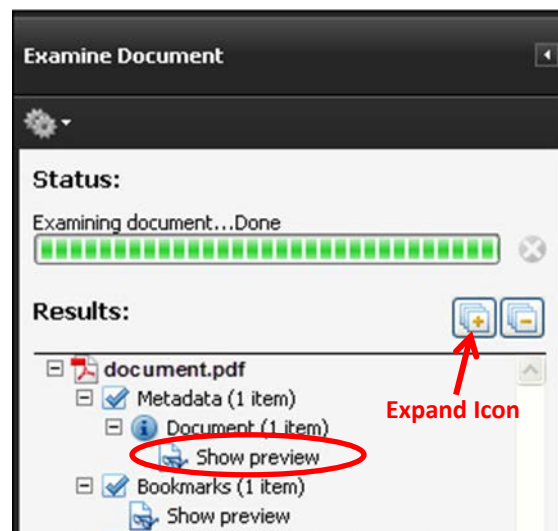 Examine Document
Status:
Examining document...Done
Results:
document.pdf
Metadata (1 item)
Expand Icon
Document (1 item)
Show preview
Bookmarks (1 item)
Show preview